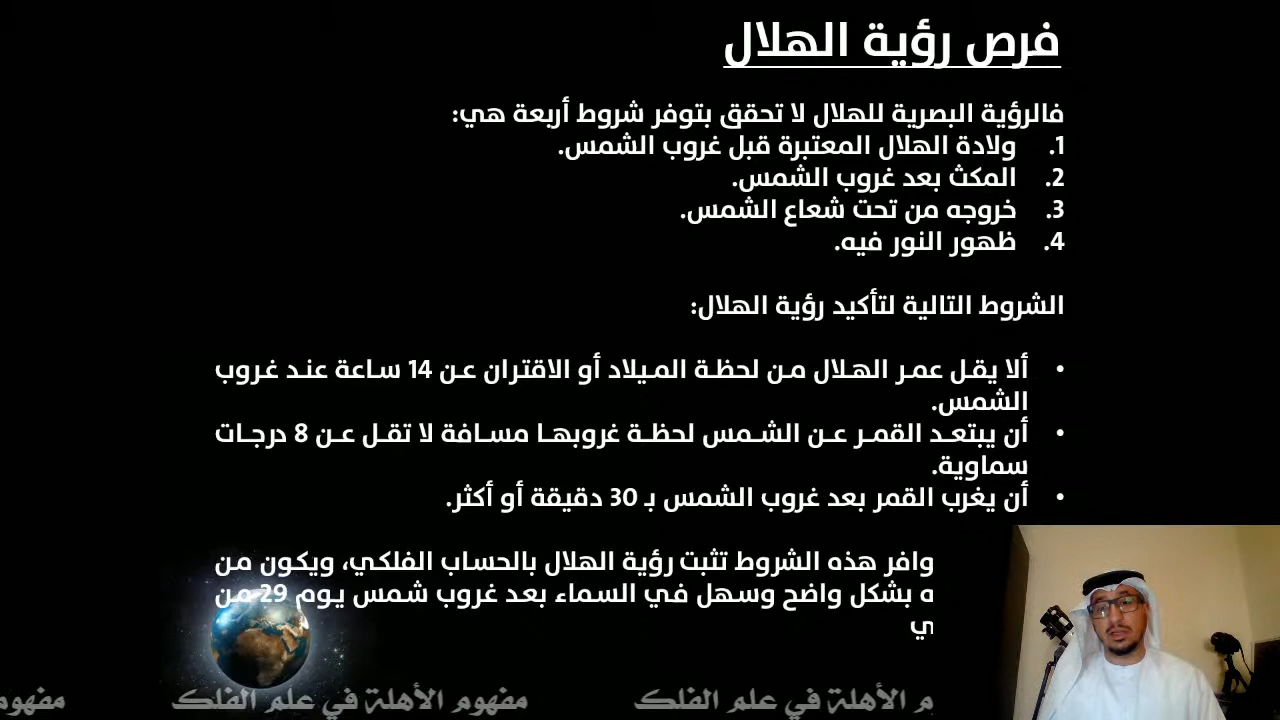 فرص رؤية الهلال
فالرؤية البصرية للهلال لا تحقق بتوفر شروط أربعة هي:
1. ولادة الهلال المعتبرة قبل غروب الشمس.
2. المكث بعد غروب الشمس.
3. خروجه من تحت شعاع الشمس.
4. ظهور النور فيه.
الشروط التالية لتأكيد رؤية الهلال:
• ألا يقل عمر الهلال من لحظة الميلاد أو الاقتران عن 14 ساعة عند غروب
الشمس.
• أن يبتعد القمر عن الشمس لحظة غروبها مسافة لا تقل عن 8 درجات
سماوية.
• أن يغرب القمر بعد غروب الشمس بـ 30 دقيقة أو أكثر.
وافر هذه الشروط تثبت رؤية الهلال بالحساب الفلكي، ويكون من
ه بشكل واضح وسهل في السماء بعد غروب شمس يوم 29 من
ي
م الأهلة في علم الفلك مفهوم الأهلة في علم الفلك مفهو